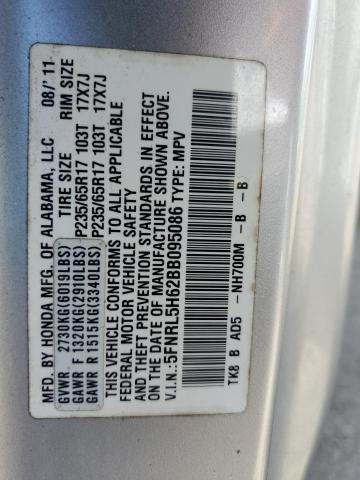 MFD. BY HONDA MFG. OF ALABAMA, LLC 08/'11
TIRE SIZE RIM SIZE
GVWR 2730KG(6019LBS)
GAWR F 1320KG(2910LBS) P235/65R17 103T 17X7J
GAWR R 1515KG(3340LBS) P235/65R17 103T 17X7J
THIS VEHICLE CONFORMS TO ALL APPLICABLE
FEDERAL MOTOR VEHICLE SAFETY
AND THEFT PREVENTION STANDARDS IN EFFECT
ON THE DATE OF MANUFACTURE SHOWN ABOVE.
V.I.N.:5FNRL5H62BB095086 TYPE: MPV
TK8 B AD5 -NH700M - B - B